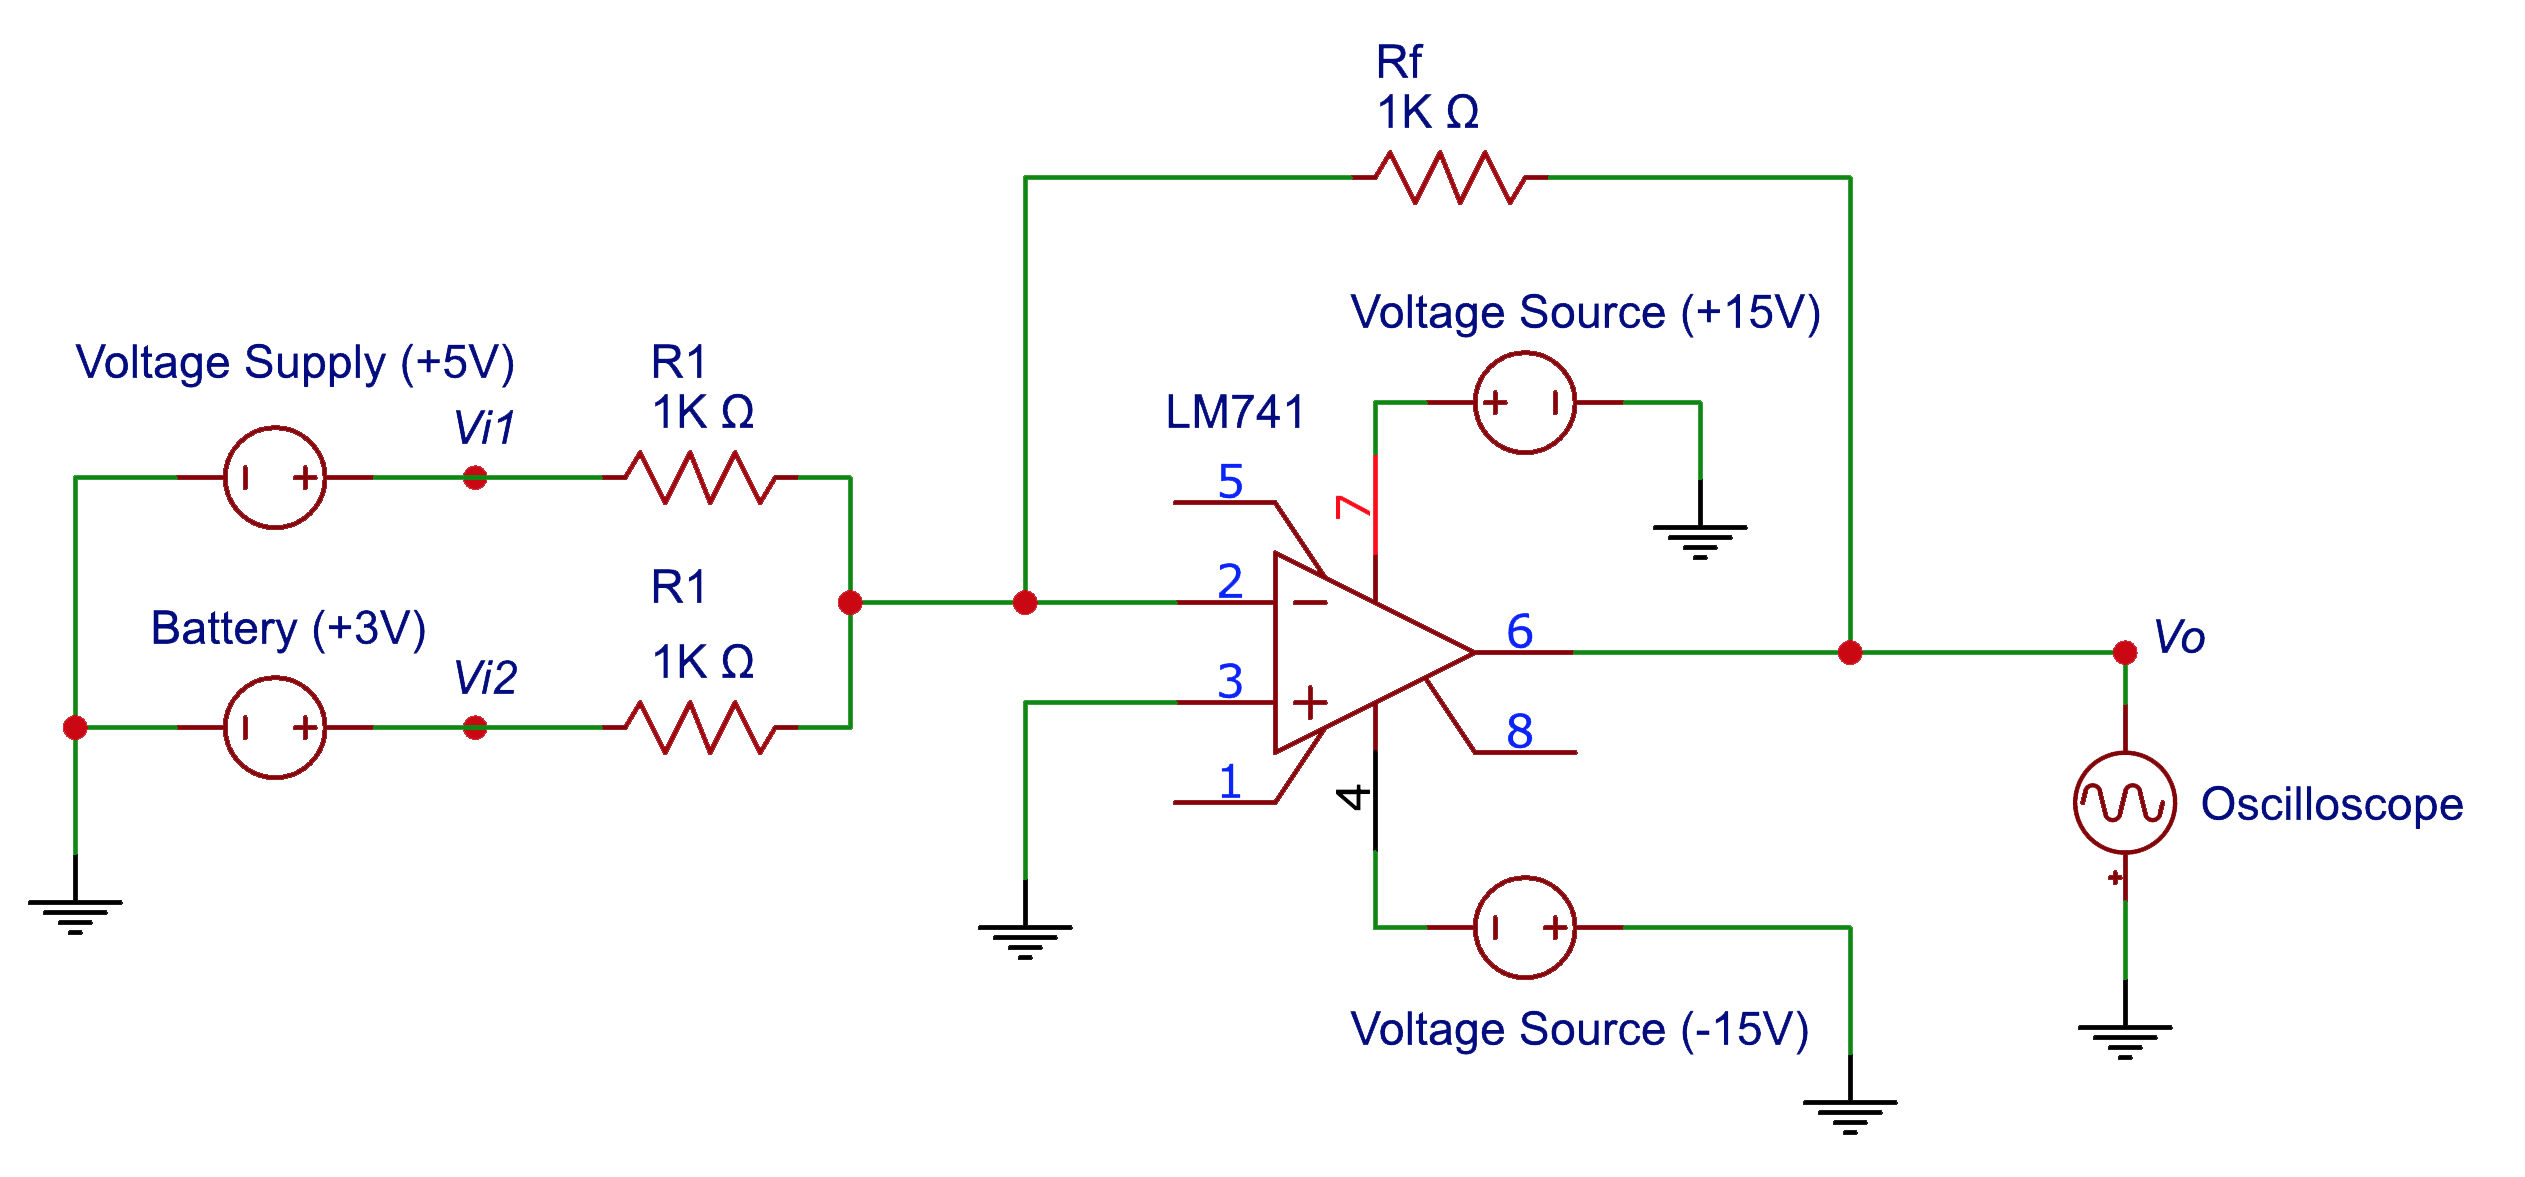 Rf
1K Ω
Voltage Source (+15V)
Voltage Supply (+5V)
Vi1
R1
1K Ω
LM741
5
7
2
6
3
8
1
4
Battery (+3V)
Vi2
R1
1K Ω
Vo
Oscilloscope
Voltage Source (-15V)